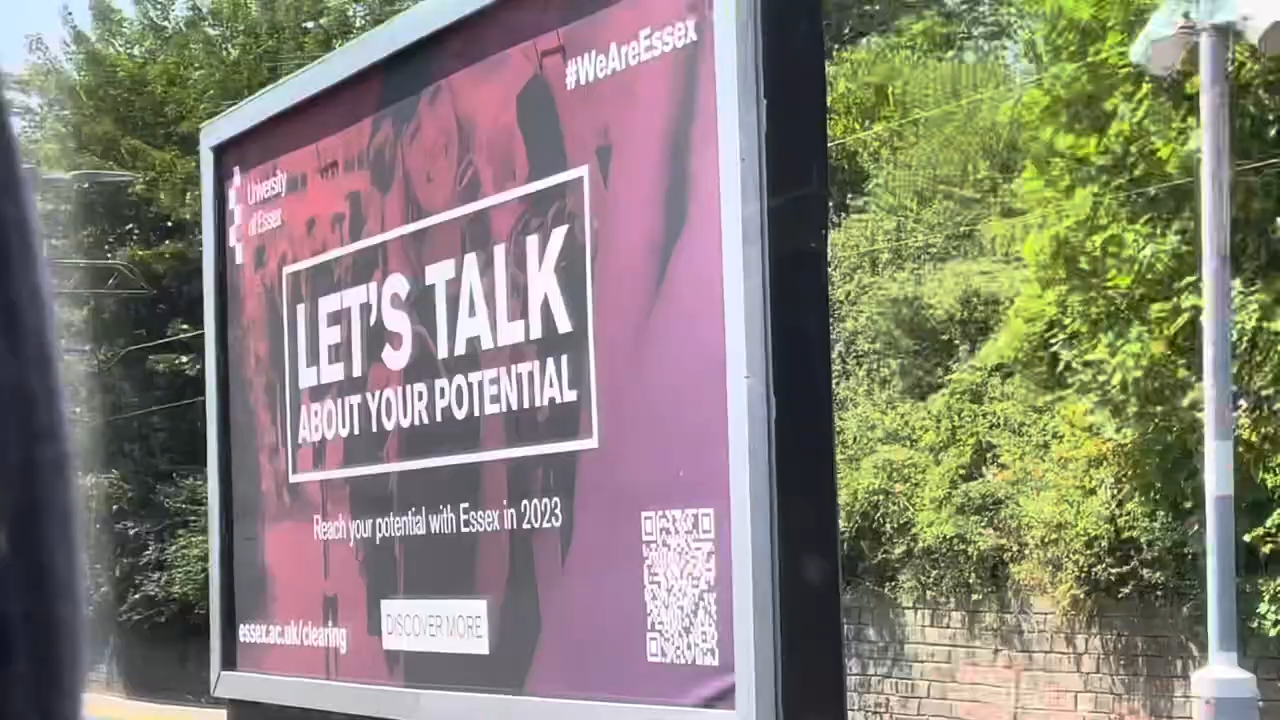 #WeAreEssex
University
of Essex
LET'S TALK
ABOUT YOUR POTENTIAL
Reach your potential with Essex in 2023
DISCOVER MORE
essex.ac.uk/clearing